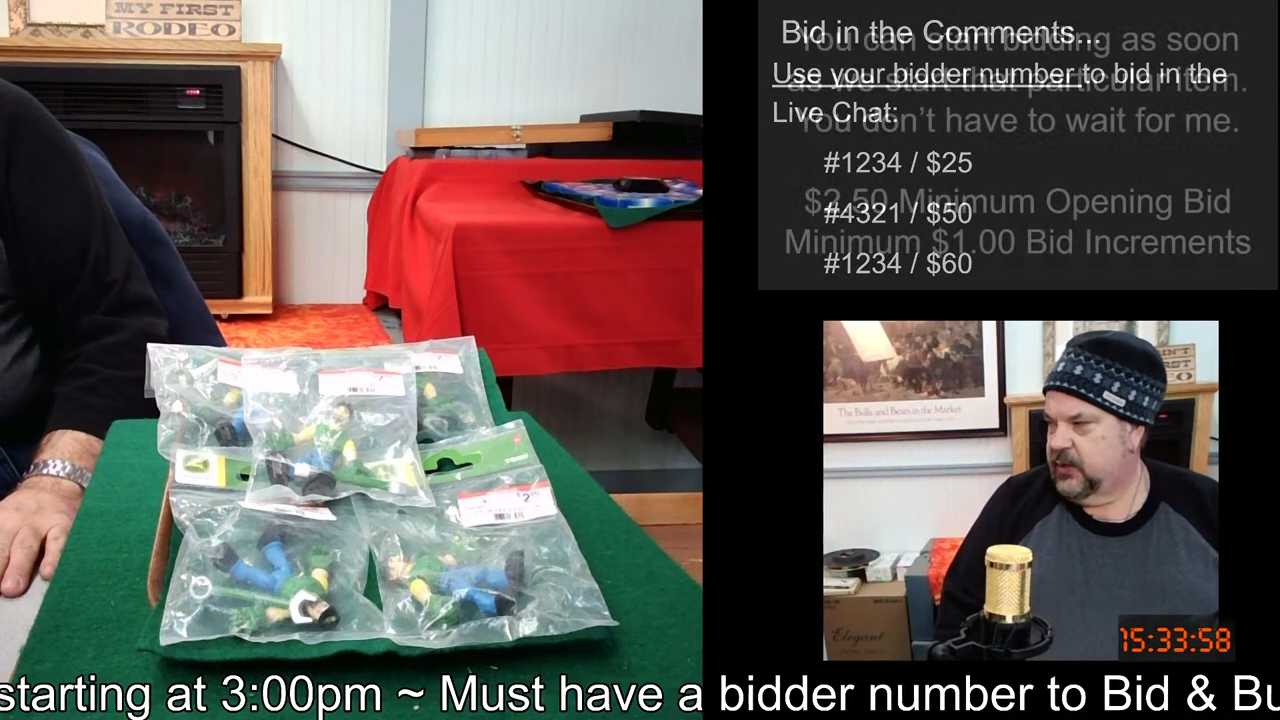 MY FIRST
RODEO
Bid in the Comments...
Use your bidder number to bid in the
Live Chat:
#1234 / $25
#4321 / $50
#1234 / $60
You can start bidding as soon
as we start that particular item.
You don't have to wait for me.
$2.50 Minimum Opening Bid
Minimum $1.00 Bid Increments
The Bulls and Bears in the Market
RODEO
Elegant
15:33:58
starting at 3:00pm ~ Must have a bidder number to Bid & Bu